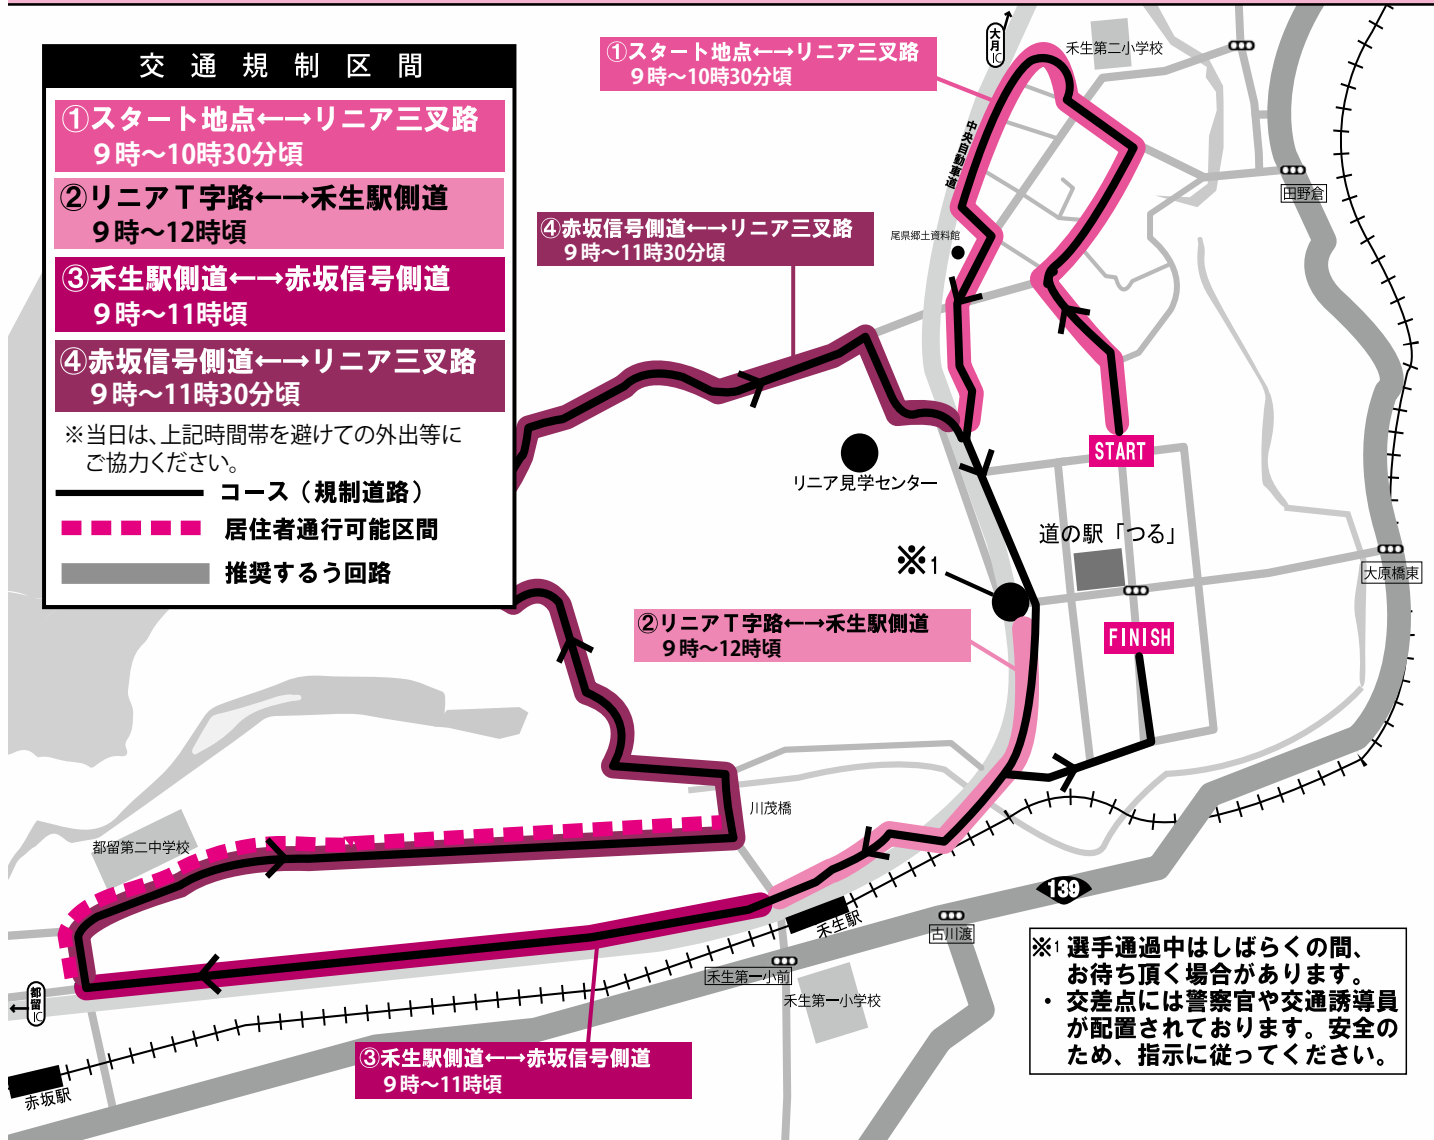 交通規制区間
①スタート地点←→リニア三叉路
９時～10時30分頃
②リニアＴ字路←→禾生駅側道
９時～12時頃
③禾生駅側道←→赤坂信号側道
９時～11時頃
④赤坂信号側道←→リニア三叉路
９時～11時30分頃
※当日は、上記時間帯を避けての外出等に
ご協力ください。
コース（規制道路）
居住者通行可能区間
推奨するう回路
①スタート地点←→リニア三叉路
９時～10時30分頃
大月IC
禾生第二小学校
中央自動車道
田野倉
④赤坂信号側道←→リニア三叉路
９時～11時30分頃
尾県郷土資料館
START
リニア見学センター
道の駅「つる」
※1
大原橋東
②リニアＴ字路←→禾生駅側道
９時～12時頃
FINISH
川茂橋
都留第二中学校
139
禾生駅
古川渡
禾生第一小前
禾生第一小学校
都留IC
③禾生駅側道←→赤坂信号側道
９時～11時頃
赤坂駅
※1 選手通過中はしばらくの間、
お待ち頂く場合があります。
・ 交差点には警察官や交通誘導員
が配置されております。安全の
ため、指示に従ってください。